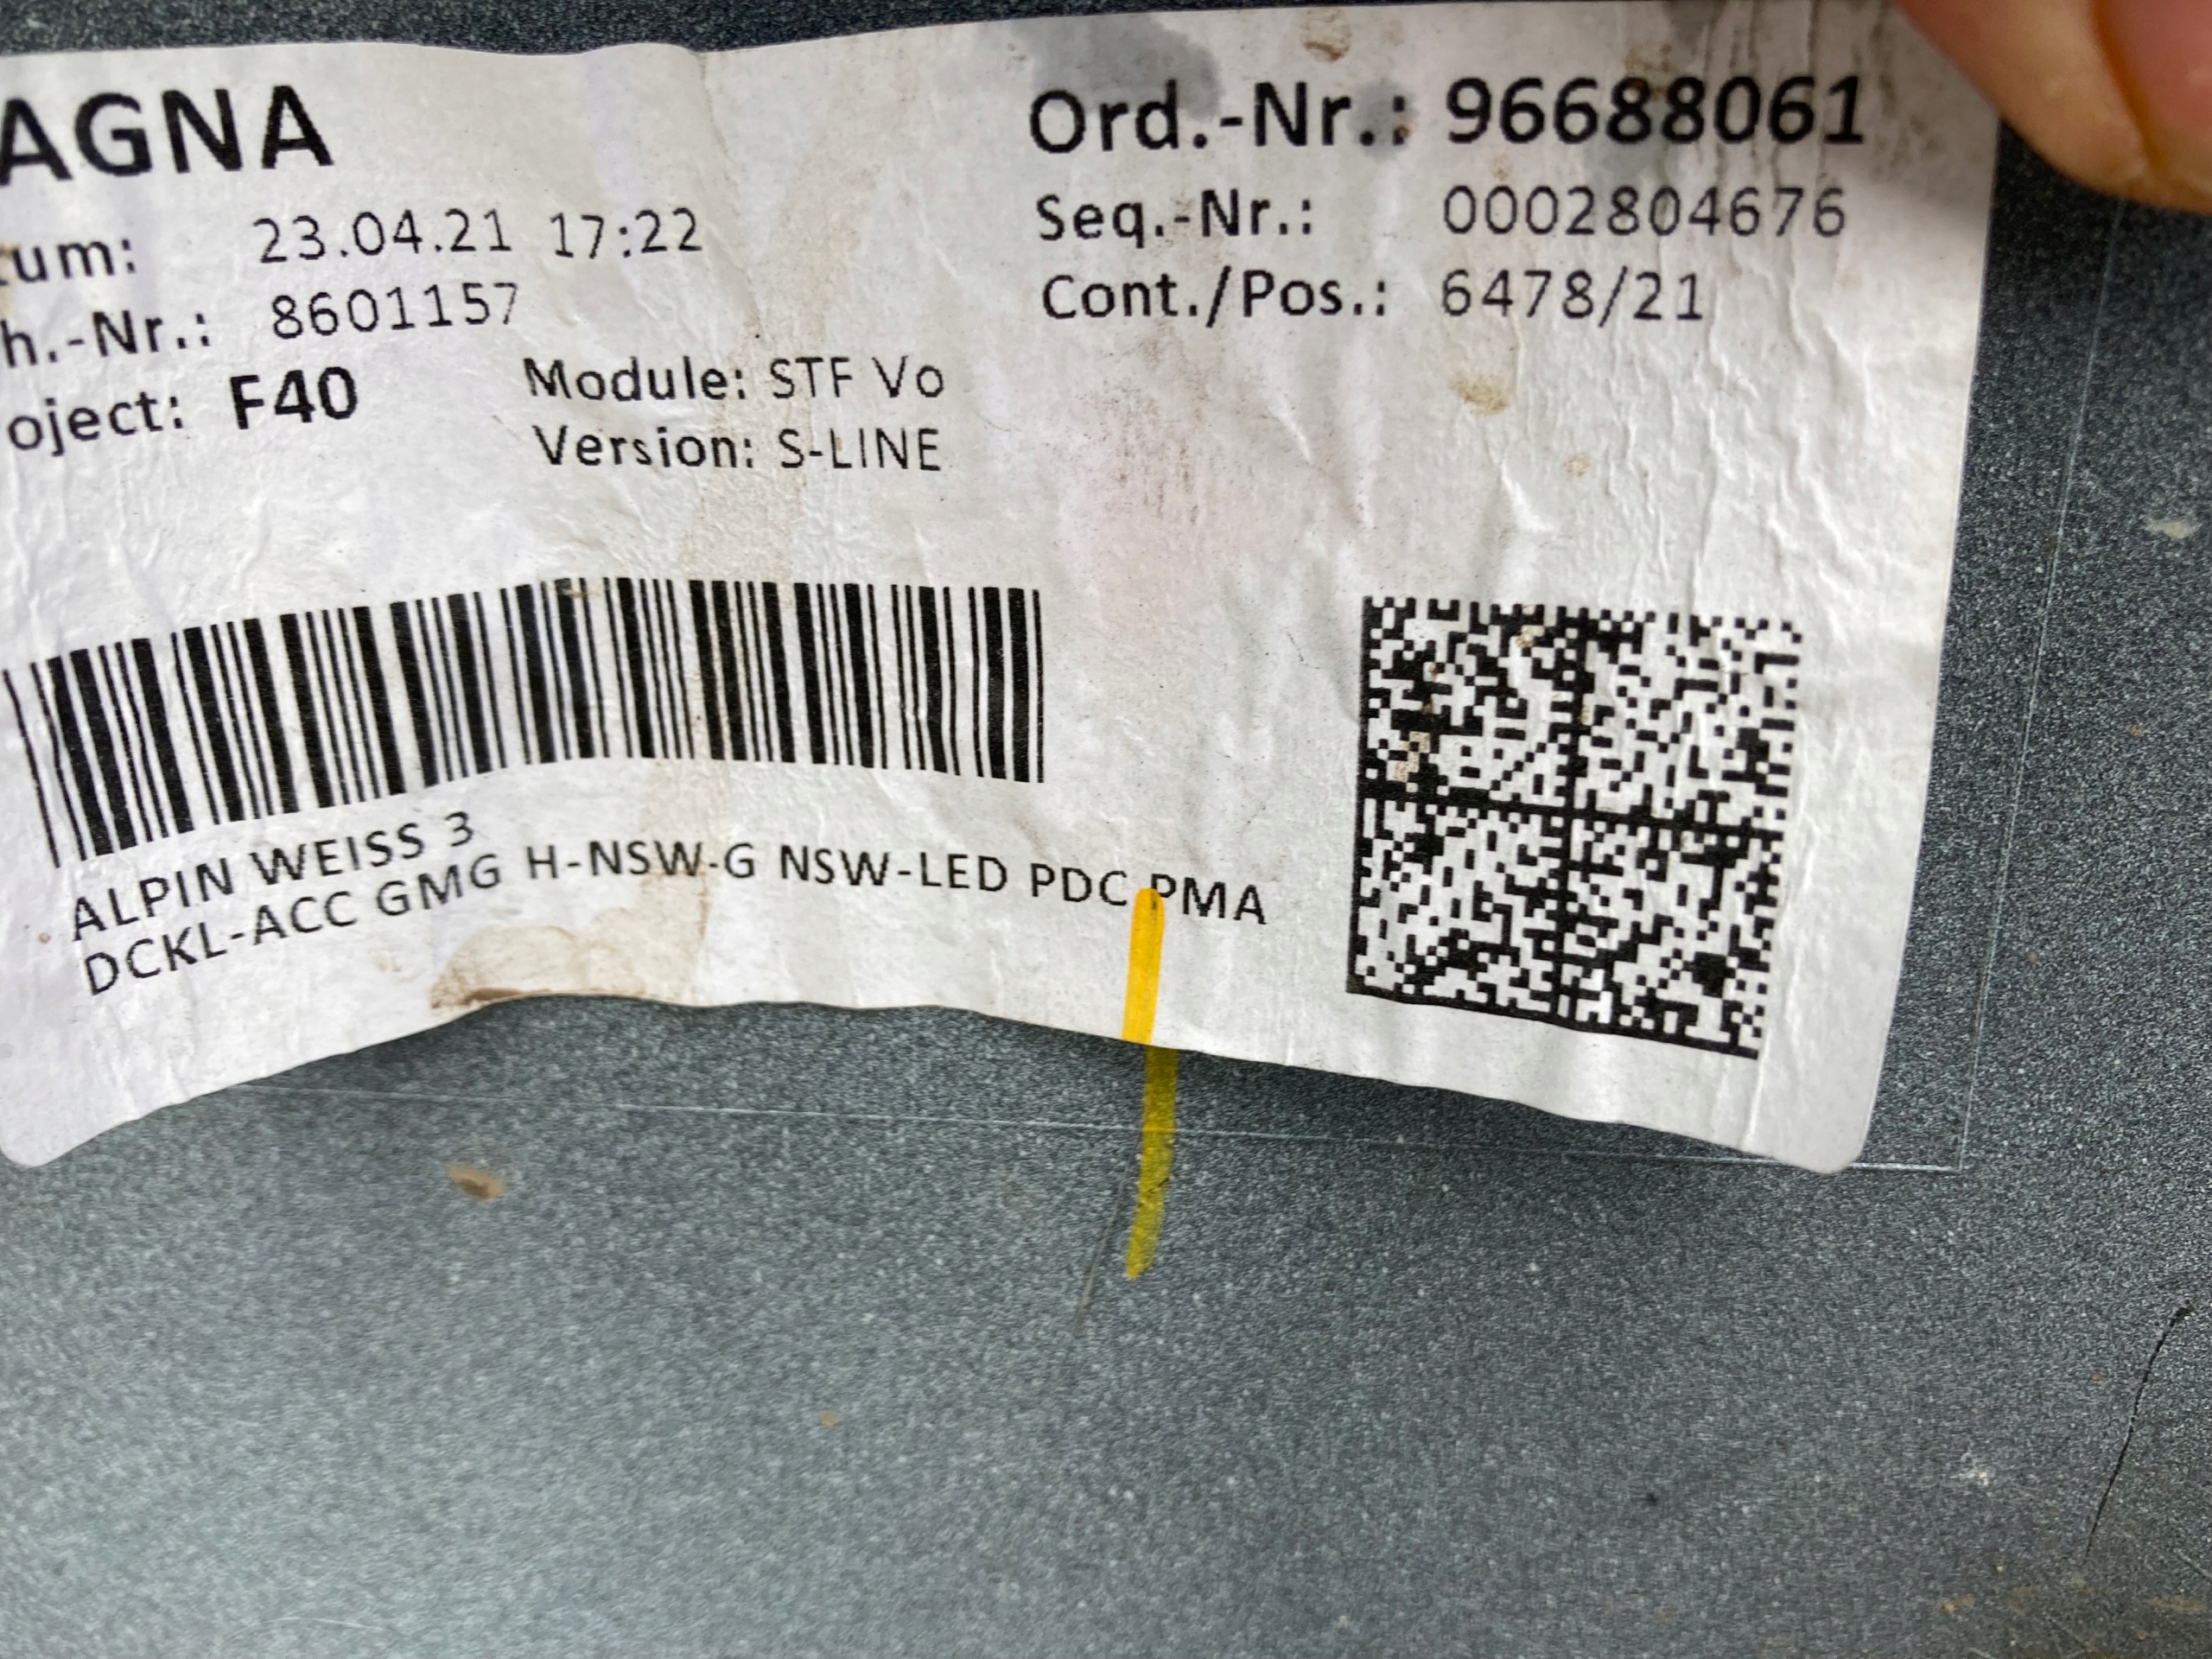 AGNA
Ord.-Nr.: 96688061
um: 23.04.21 17:22
Seq.-Nr.: 0002804676
h.-Nr.: 8601157
Cont./Pos.: 6478/21
oject: F40
Module: STF Vo
Version: S-LINE
ALPIN WEISS 3
DCKL-ACC GMG H-NSW-G NSW-LED PDC PMA